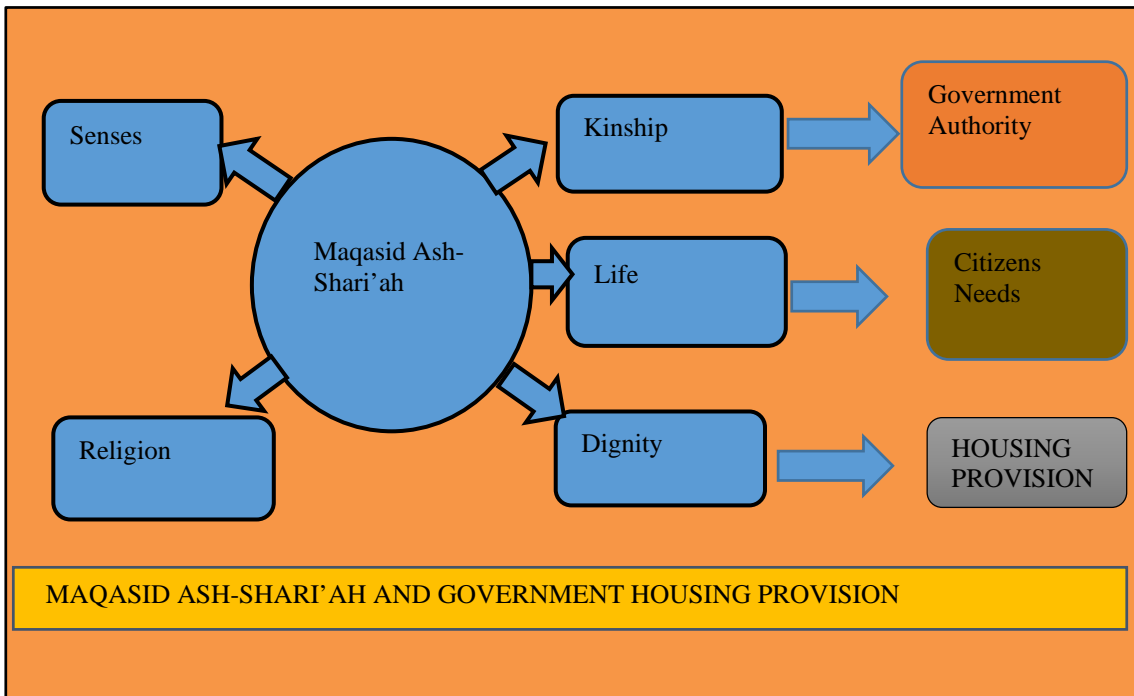 Senses
Kinship
Government
Authority
Maqasid Ash-
Shari’ah
Life
Citizens
Needs
Religion
Dignity
HOUSING
PROVISION
MAQASID ASH-SHARI’AH AND GOVERNMENT HOUSING PROVISION